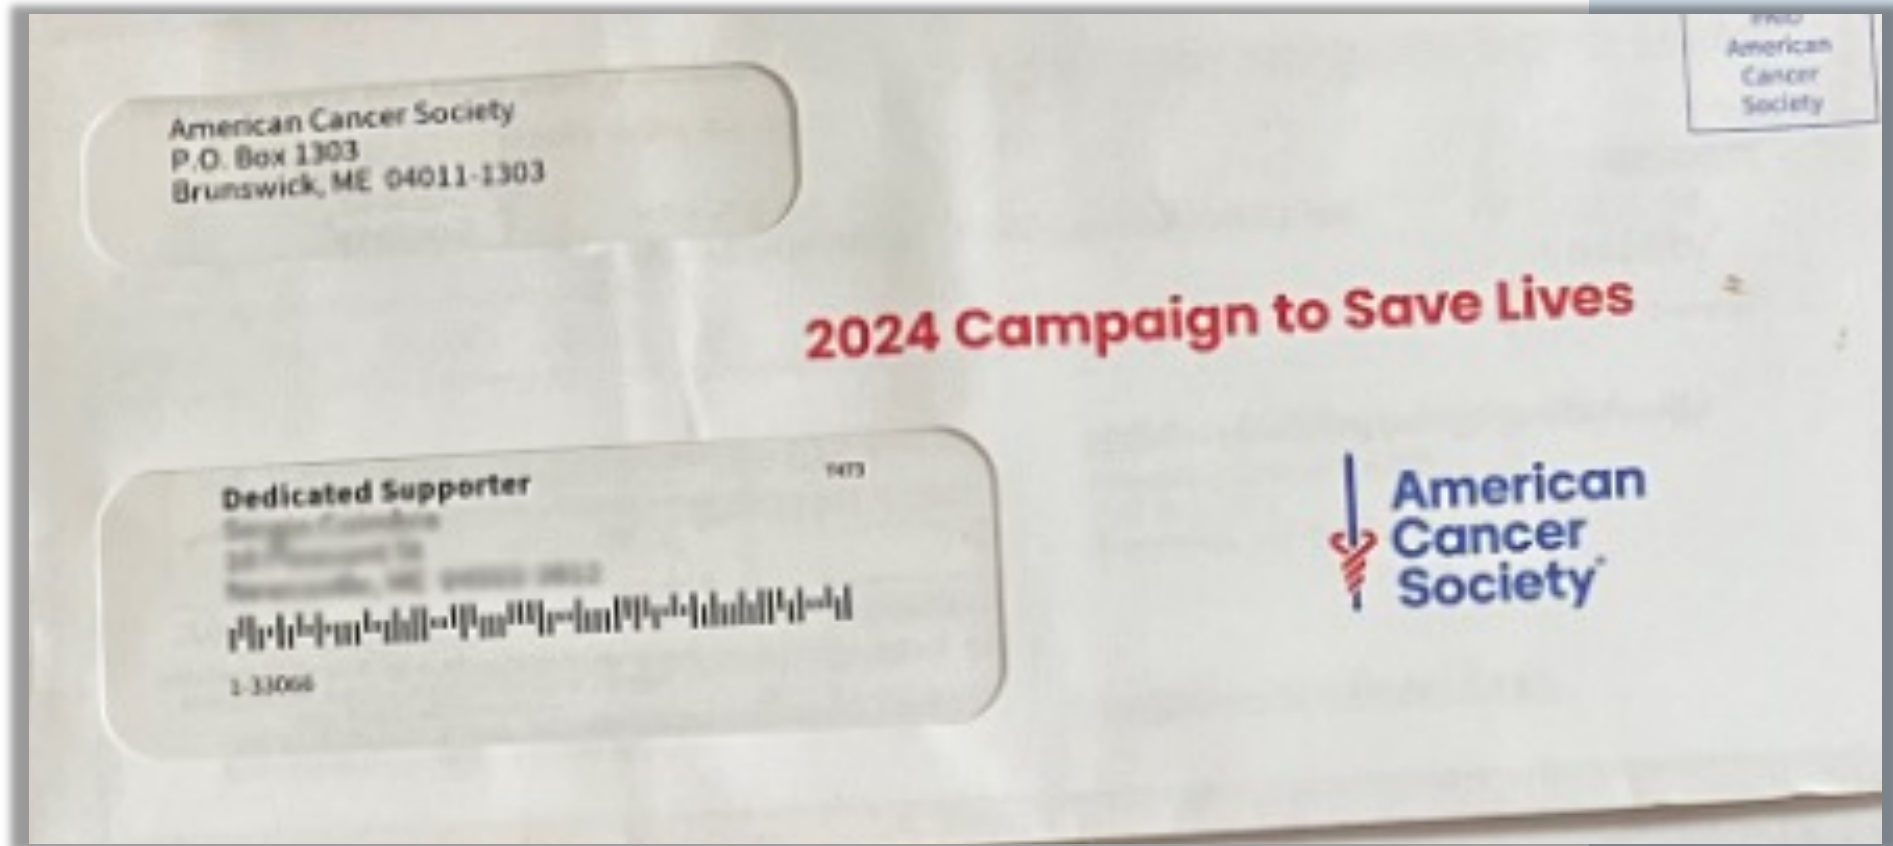 American
Cancer
Society
American Cancer Society
P.O. Box 1303
Brunswick, ME 04011-1303
2024 Campaign to Save Lives
Dedicated Supporter
T473
1-33066
American
Cancer
Society